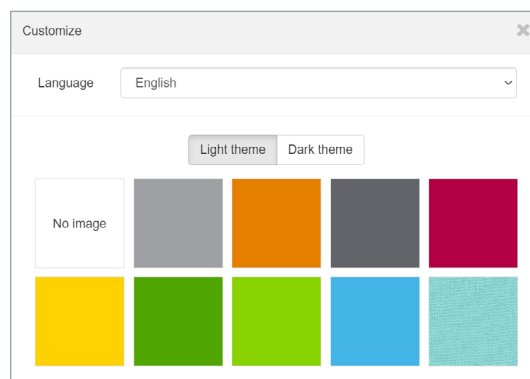 Customize
Language
English
Light theme
Dark theme
No image